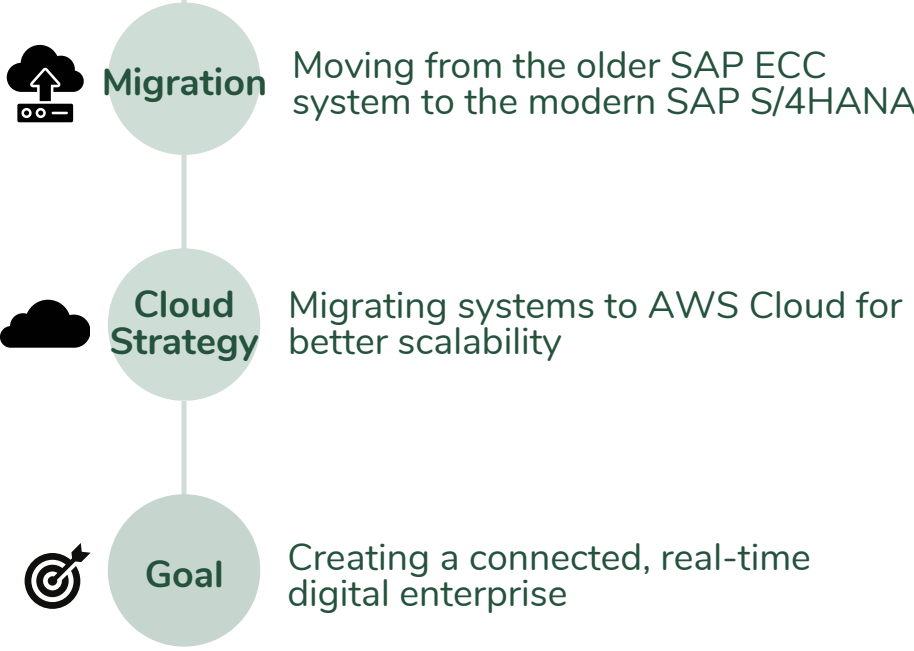 Migration
Moving from the older SAP ECC
system to the modern SAP S/4HANA
Cloud
Strategy
Migrating systems to AWS Cloud for
better scalability
Goal
Creating a connected, real-time
digital enterprise